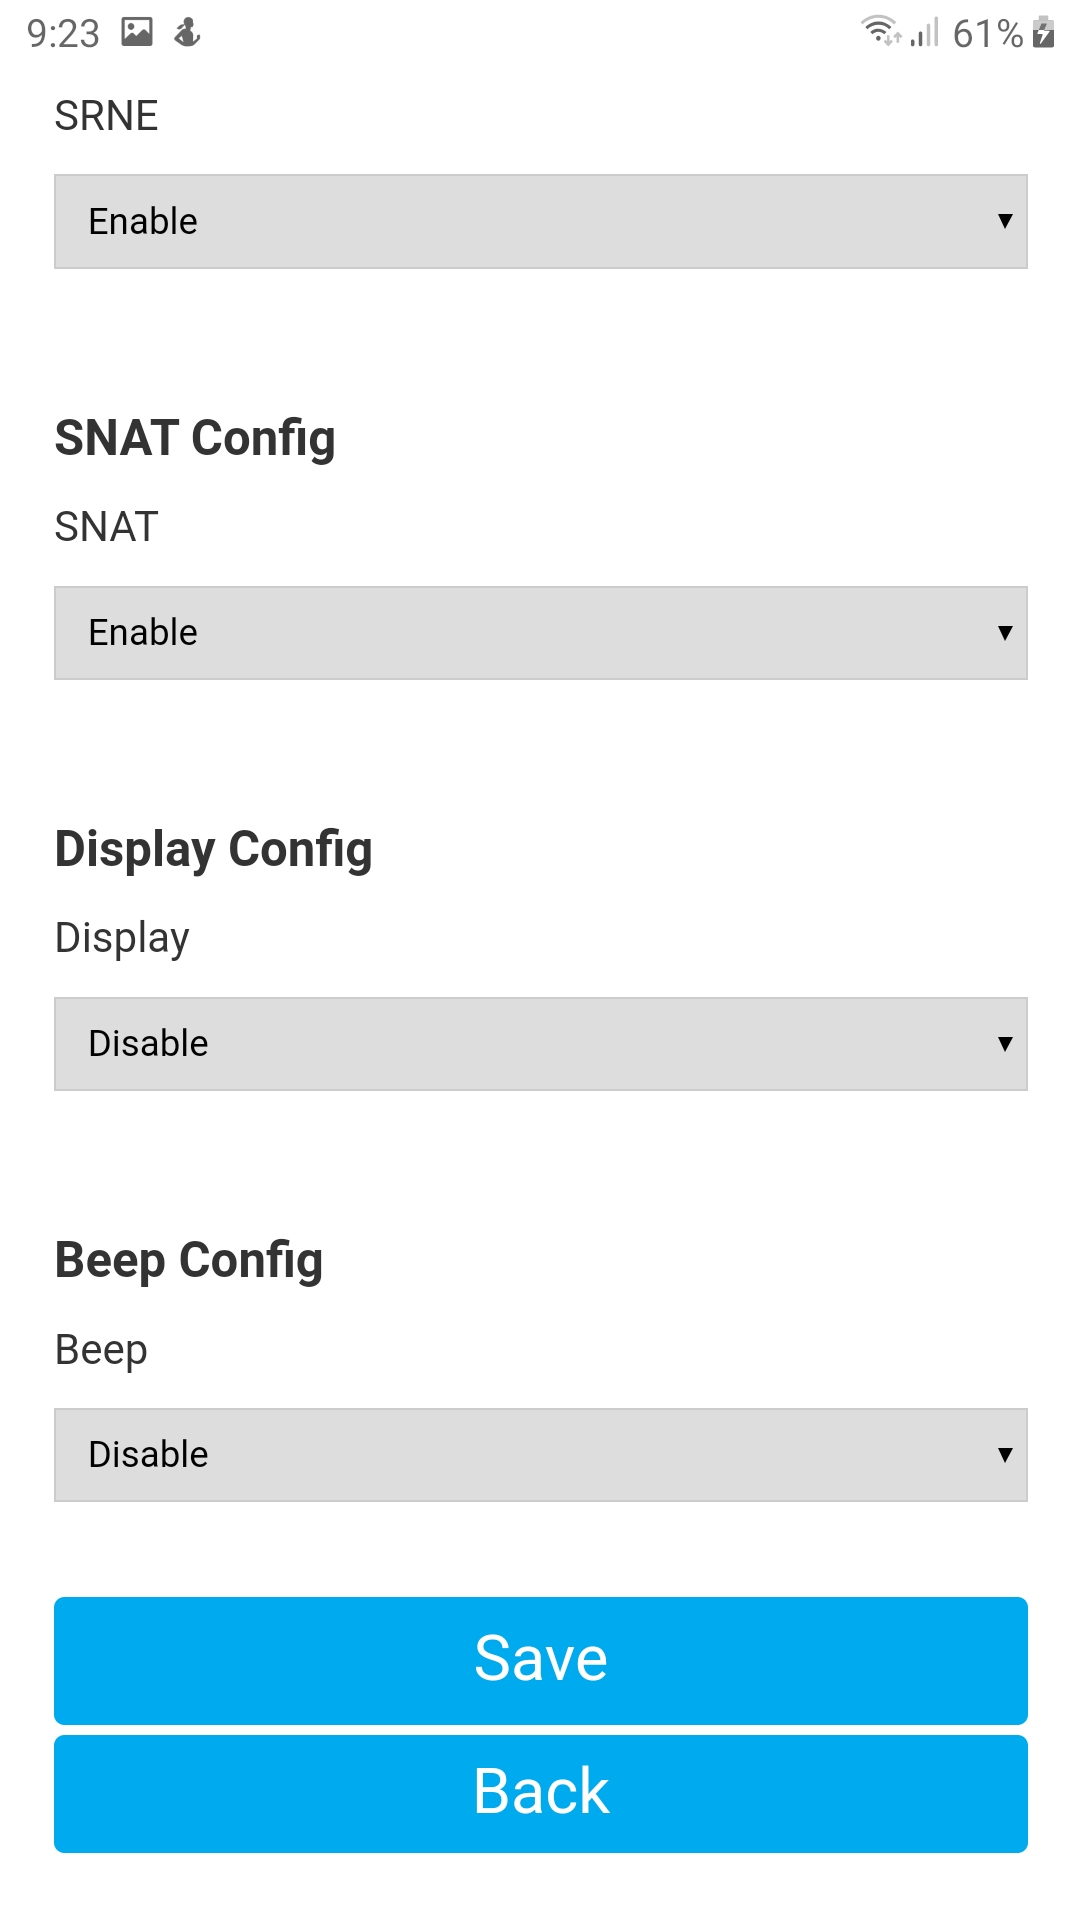 9:23
61%
SRNE
Enable
SNAT Config
SNAT
Enable
Display Config
Display
Disable
Beep Config
Beep
Disable
Save
Back